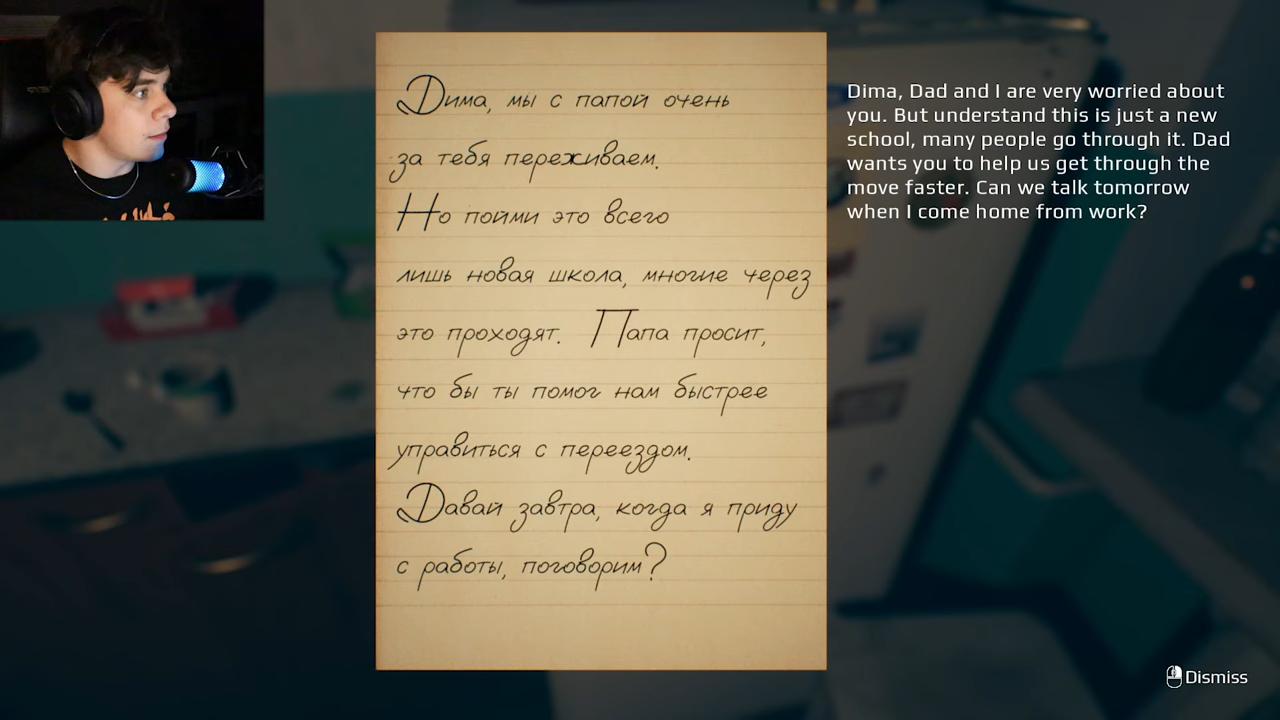 Дима, мы с папой очень
за тебя переживаем.
Но пойми это всего
лишь новая школа, многие через
это проходят. Папа просит,
что бы ты помог нам быстрее
управиться с переездом.
Давай завтра, когда я приду
с работы, поговорим?
Dima, Dad and I are very worried about
you. But understand this is just a new
school, many people go through it. Dad
wants you to help us get through the
move faster. Can we talk tomorrow
when I come home from work?
Dismiss